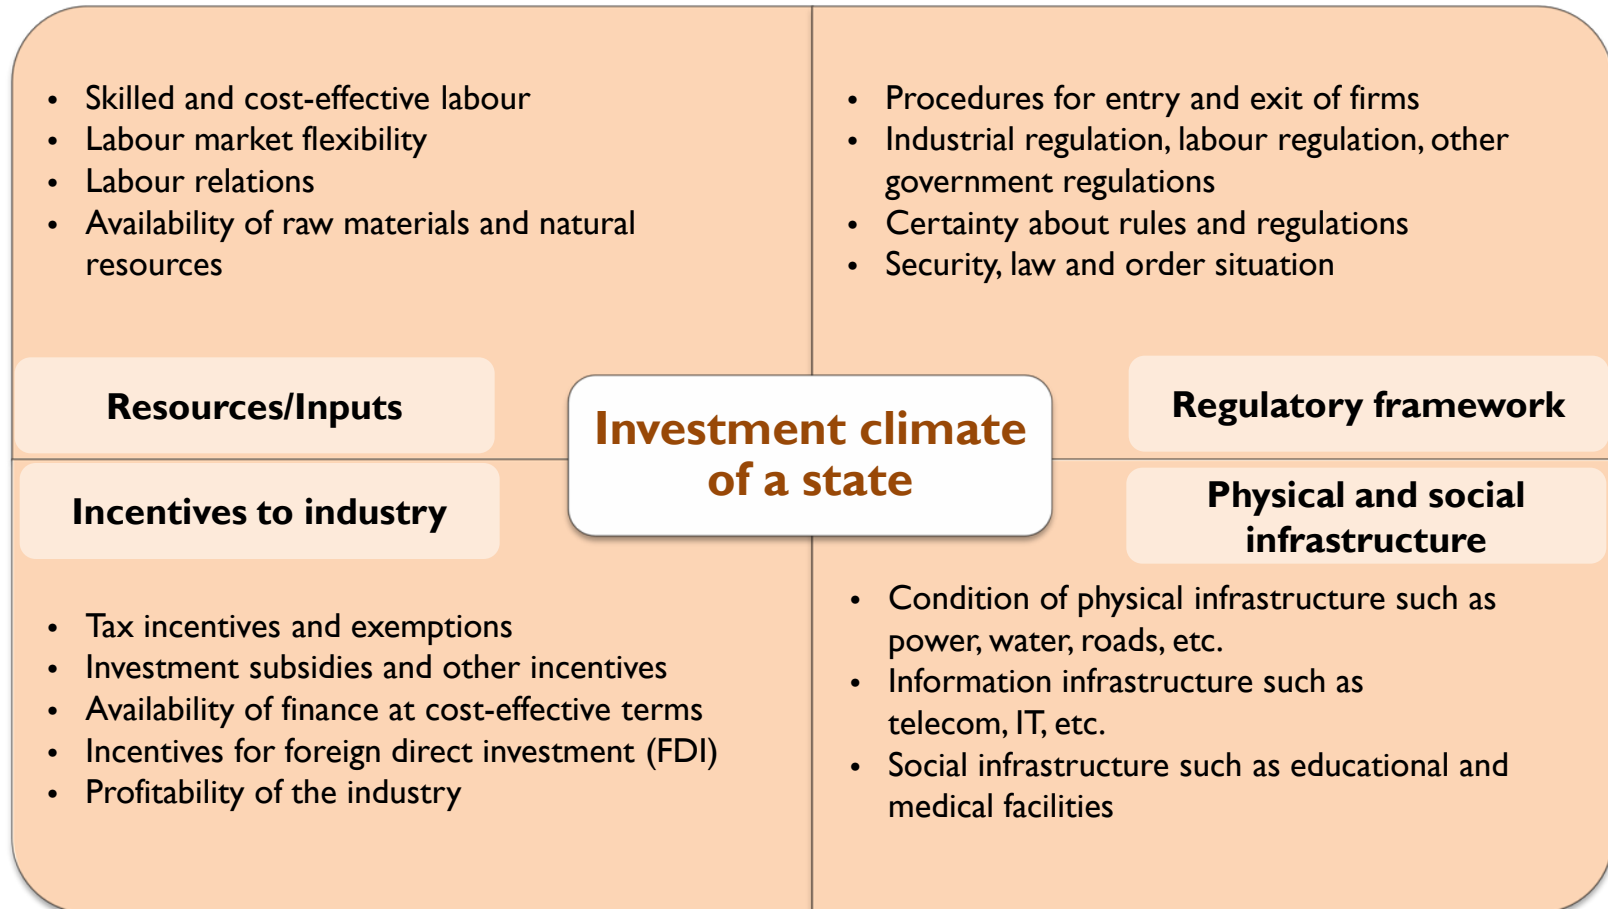 • Skilled and cost-effective labour
• Labour market flexibility
• Labour relations
• Availability of raw materials and natural
resources
Resources/Inputs
• Procedures for entry and exit of firms
• Industrial regulation, labour regulation, other
government regulations
• Certainty about rules and regulations
• Security, law and order situation
Regulatory framework
Investment climate
of a state
Incentives to industry
• Tax incentives and exemptions
• Investment subsidies and other incentives
• Availability of finance at cost-effective terms
• Incentives for foreign direct investment (FDI)
• Profitability of the industry
Physical and social
infrastructure
• Condition of physical infrastructure such as
power, water, roads, etc.
• Information infrastructure such as
telecom, IT, etc.
• Social infrastructure such as educational and
medical facilities